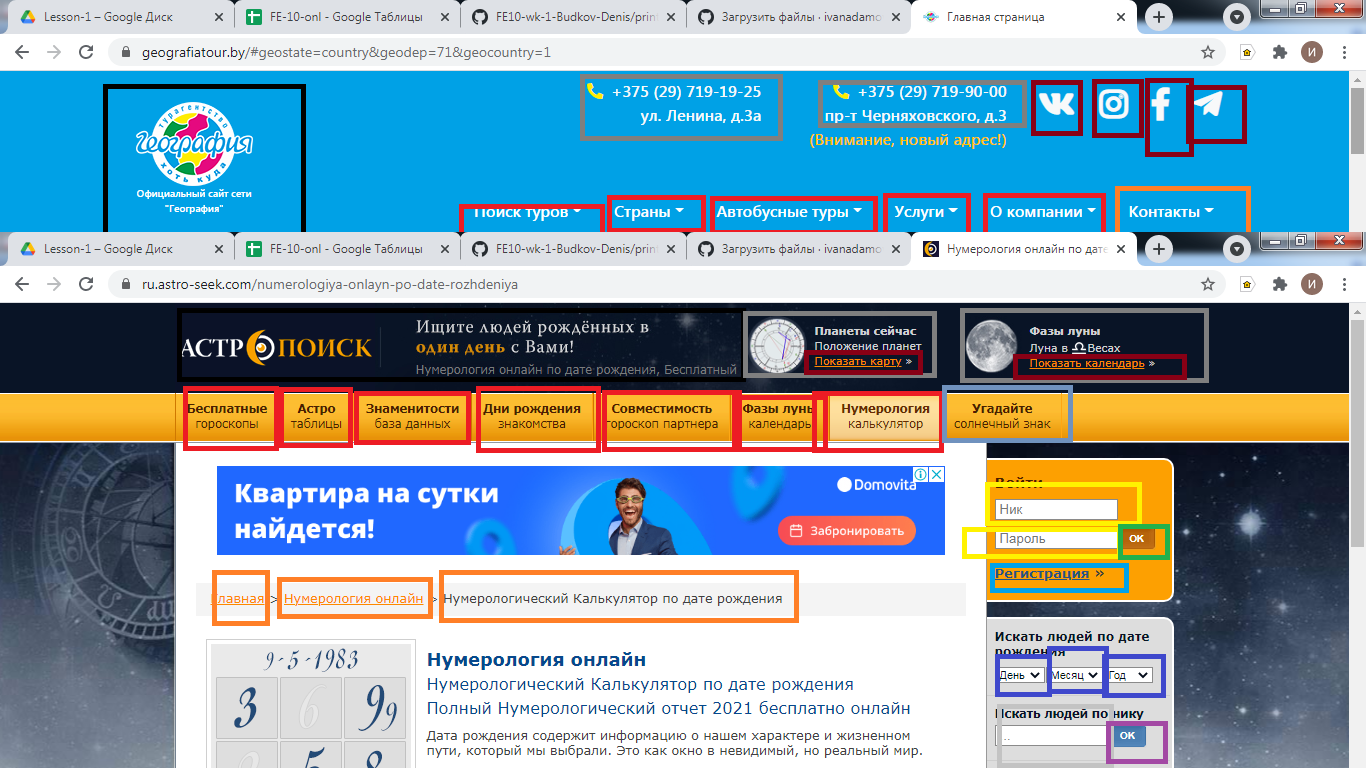 Lesson-1 – Google Диск
FE-10-onl - Google Таблицы
FE10-wk-1-Budkov-Denis/prin
Загрузить файлы · ivanadamo
Главная страница
geografiatour.by/#geostate=country&geodep=71&geocountry=1
И
турагентство
География
хоть куда
Официальный сайт сети
"География"
+375 (29) 719-19-25
ул. Ленина, д.3а
+375 (29) 719-90-00
пр-т Черняховского, д.3
(Внимание, новый адрес!)
Поиск туров
Страны
Автобусные туры
Услуги
О компании
Контакты
Lesson-1 – Google Диск
FE-10-onl - Google Таблицы
FE10-wk-1-Budkov-Denis/prin
Загрузить файлы · ivanadamo
Нумерология онлайн по дате
ru.astro-seek.com/numerologiya-onlayn-po-date-rozhdeniya
И
АСТРОПОИСК
Ищите людей рождённых в
один день с Вами!
Нумерология онлайн по дате рождения, Бесплатный
Планеты сейчас
Положение планет
Показать карту »
Фазы луны
Луна в ♎ Весах
Показать календарь »
Бесплатные
гороскопы
Астро
таблицы
Знаменитости
база данных
Дни рождения
знакомства
Совместимость
гороскоп партнера
Фазы луны
календарь
Нумерология
калькулятор
Угадайте
солнечный знак
Квартира на сутки
найдется!
Domovita
Забронировать
Войти
Ник
Пароль
OK
Регистрация »
Главная > Нумерология онлайн > Нумерологический Калькулятор по дате рождения
Искать людей по дате
рождения
День
Месяц
Год
Искать людей по нику
...
OK
9-5-1983
3 6 99
2 5 8
Нумерология онлайн
Нумерологический Калькулятор по дате рождения
Полный Нумерологический отчет 2021 бесплатно онлайн
Дата рождения содержит информацию о нашем характере и жизненном
пути, который мы выбрали. Это как окно в невидимый, но реальный мир.